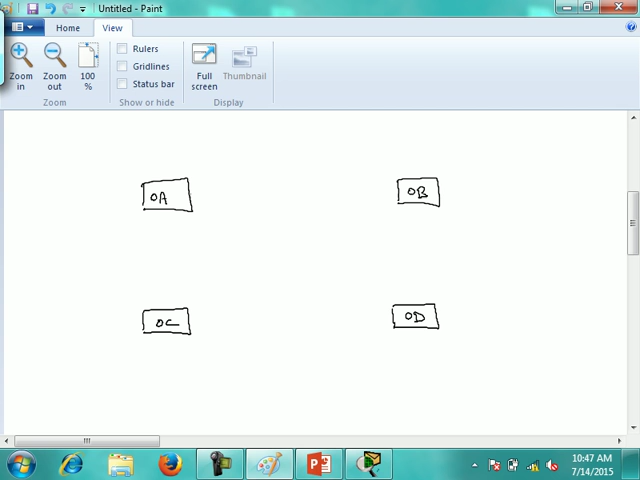 Untitled - Paint
Home View
Rulers
Gridlines
Status bar
Zoom in
Zoom out
100 %
Full screen
Thumbnail
Zoom
Show or hide
Display
OA
OB
OC
OD
10:47 AM
7/14/2015